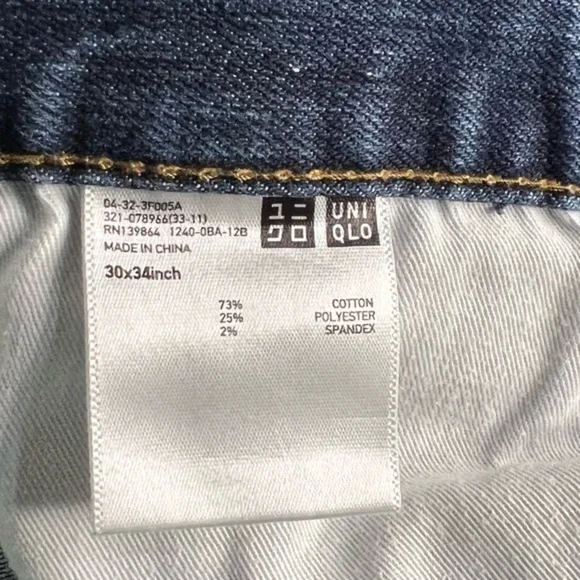 04-32-3F005A
321-078966(33-11)
RN139864 1240-0BA-12B
MADE IN CHINA
30x34inch
ユニ
クロ
UNI
QLO
73% COTTON
25% POLYESTER
2% SPANDEX